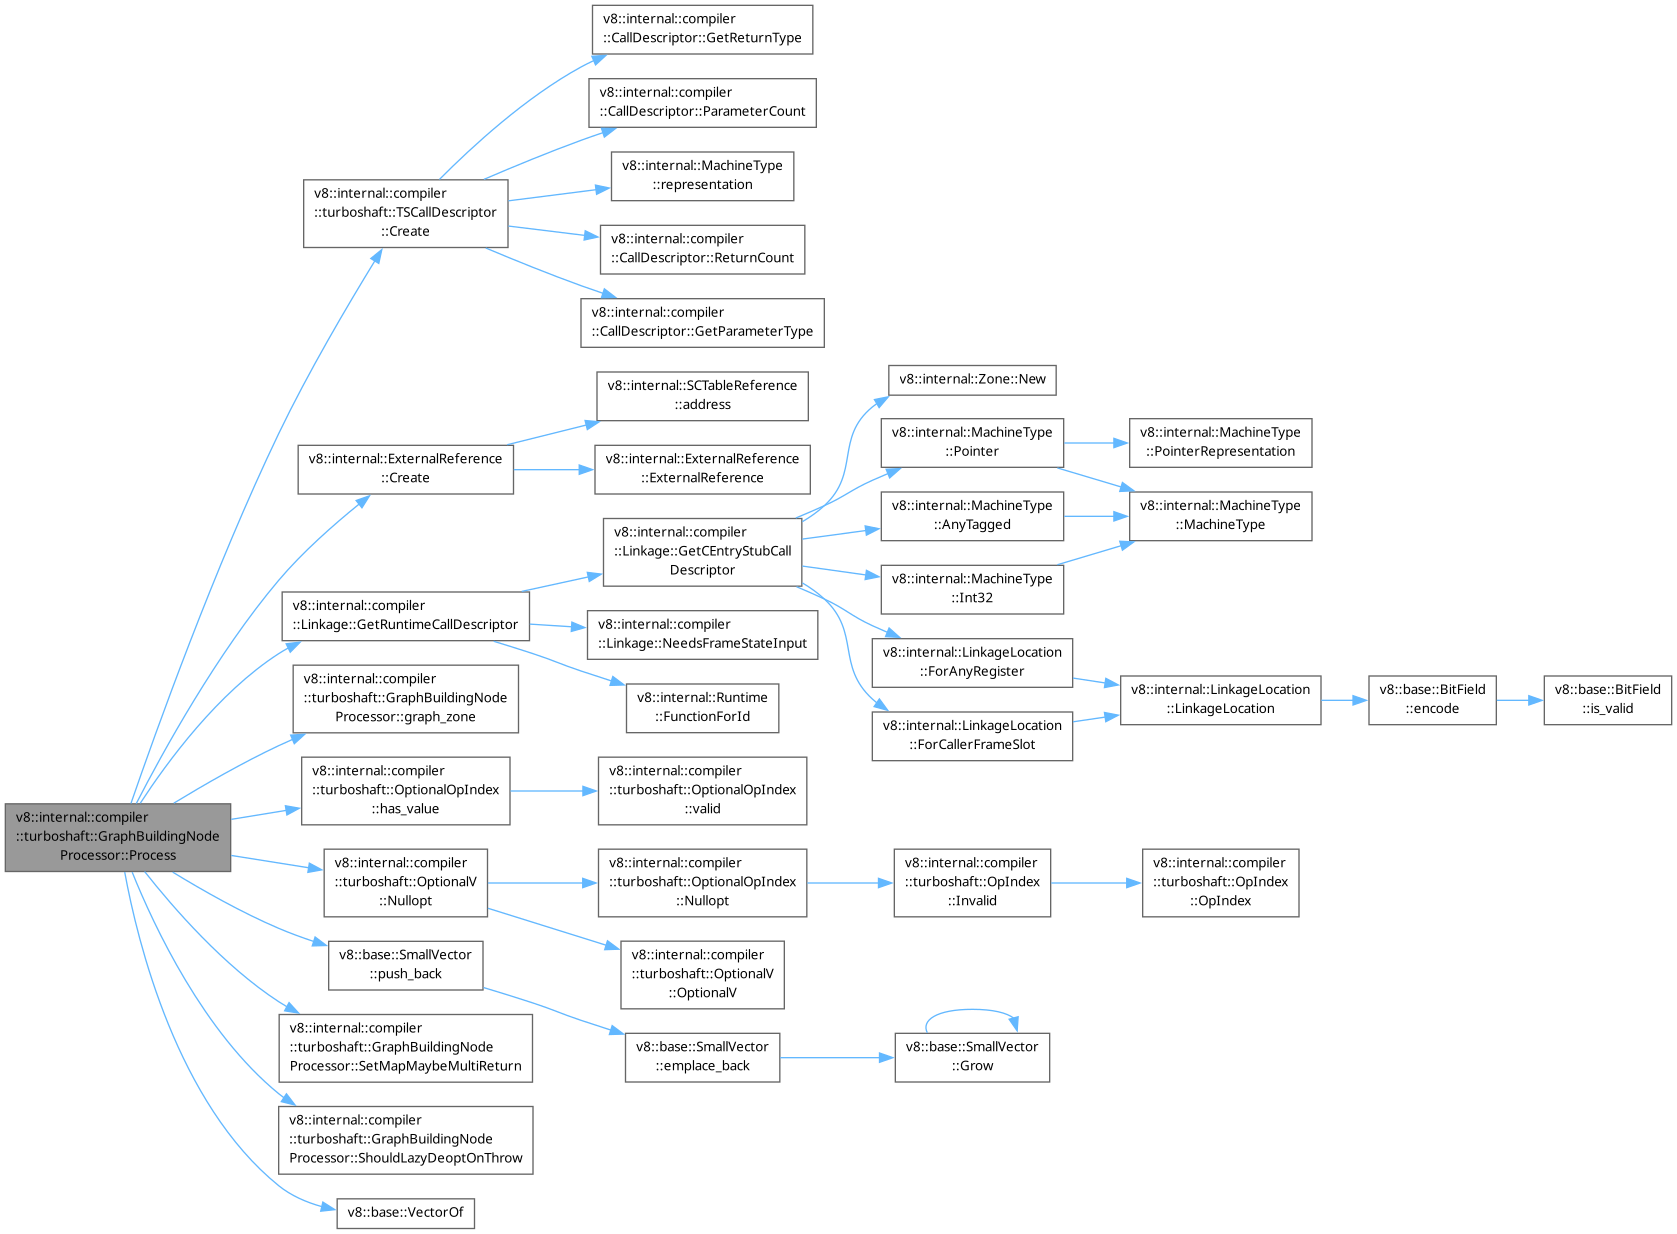 v8::internal::compiler
::turboshaft::GraphBuildingNode
Processor::Process
v8::internal::compiler
::turboshaft::TSCallDescriptor
::Create
v8::internal::compiler
::CallDescriptor::GetReturnType
v8::internal::compiler
::CallDescriptor::ParameterCount
v8::internal::MachineType
::representation
v8::internal::compiler
::CallDescriptor::ReturnCount
v8::internal::compiler
::CallDescriptor::GetParameterType
v8::internal::ExternalReference
::Create
v8::internal::SCTableReference
::address
v8::internal::ExternalReference
::ExternalReference
v8::internal::compiler
::Linkage::GetRuntimeCallDescriptor
v8::internal::compiler
::Linkage::GetCEntryStubCall
Descriptor
v8::internal::Zone::New
v8::internal::MachineType
::Pointer
v8::internal::MachineType
::PointerRepresentation
v8::internal::MachineType
::AnyTagged
v8::internal::MachineType
::MachineType
v8::internal::MachineType
::Int32
v8::internal::LinkageLocation
::ForAnyRegister
v8::internal::LinkageLocation
::ForCallerFrameSlot
v8::internal::LinkageLocation
::LinkageLocation
v8::base::BitField
::encode
v8::base::BitField
::is_valid
v8::internal::compiler
::Linkage::NeedsFrameStateInput
v8::internal::Runtime
::FunctionForId
v8::internal::compiler
::turboshaft::GraphBuildingNode
Processor::graph_zone
v8::internal::compiler
::turboshaft::OptionalOpIndex
::has_value
v8::internal::compiler
::turboshaft::OptionalOpIndex
::valid
v8::internal::compiler
::turboshaft::OptionalV
::Nullopt
v8::internal::compiler
::turboshaft::OptionalOpIndex
::Nullopt
v8::internal::compiler
::turboshaft::OpIndex
::Invalid
v8::internal::compiler
::turboshaft::OpIndex
::OpIndex
v8::internal::compiler
::turboshaft::OptionalV
::OptionalV
v8::base::SmallVector
::push_back
v8::base::SmallVector
::emplace_back
v8::base::SmallVector
::Grow
v8::internal::compiler
::turboshaft::GraphBuildingNode
Processor::SetMapMaybeMultiReturn
v8::internal::compiler
::turboshaft::GraphBuildingNode
Processor::ShouldLazyDeoptOnThrow
v8::base::VectorOf